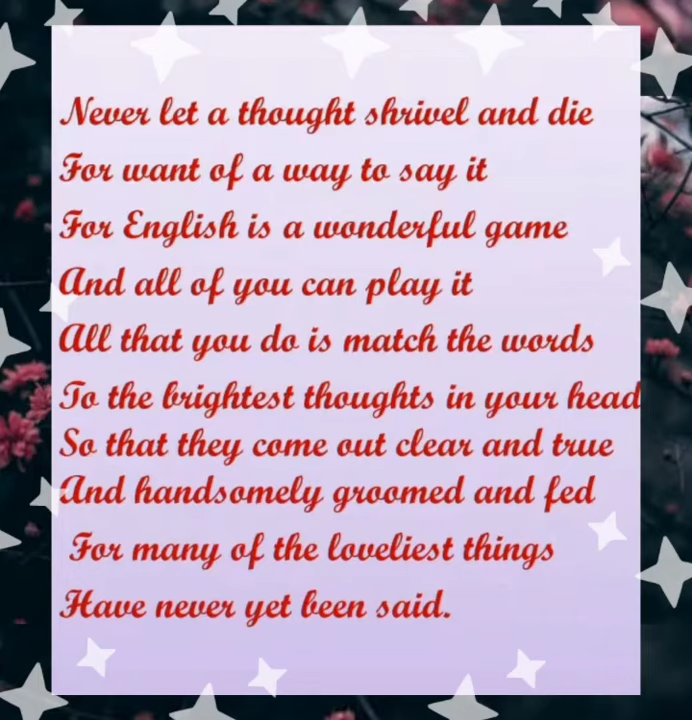 Never let a thought shrivel and die
For want of a way to say it
For English is a wonderful game
And all of you can play it
All that you do is match the words
To the brightest thoughts in your head
So that they come out clear and true
And handsomely groomed and fed
For many of the loveliest things
Have never yet been said.